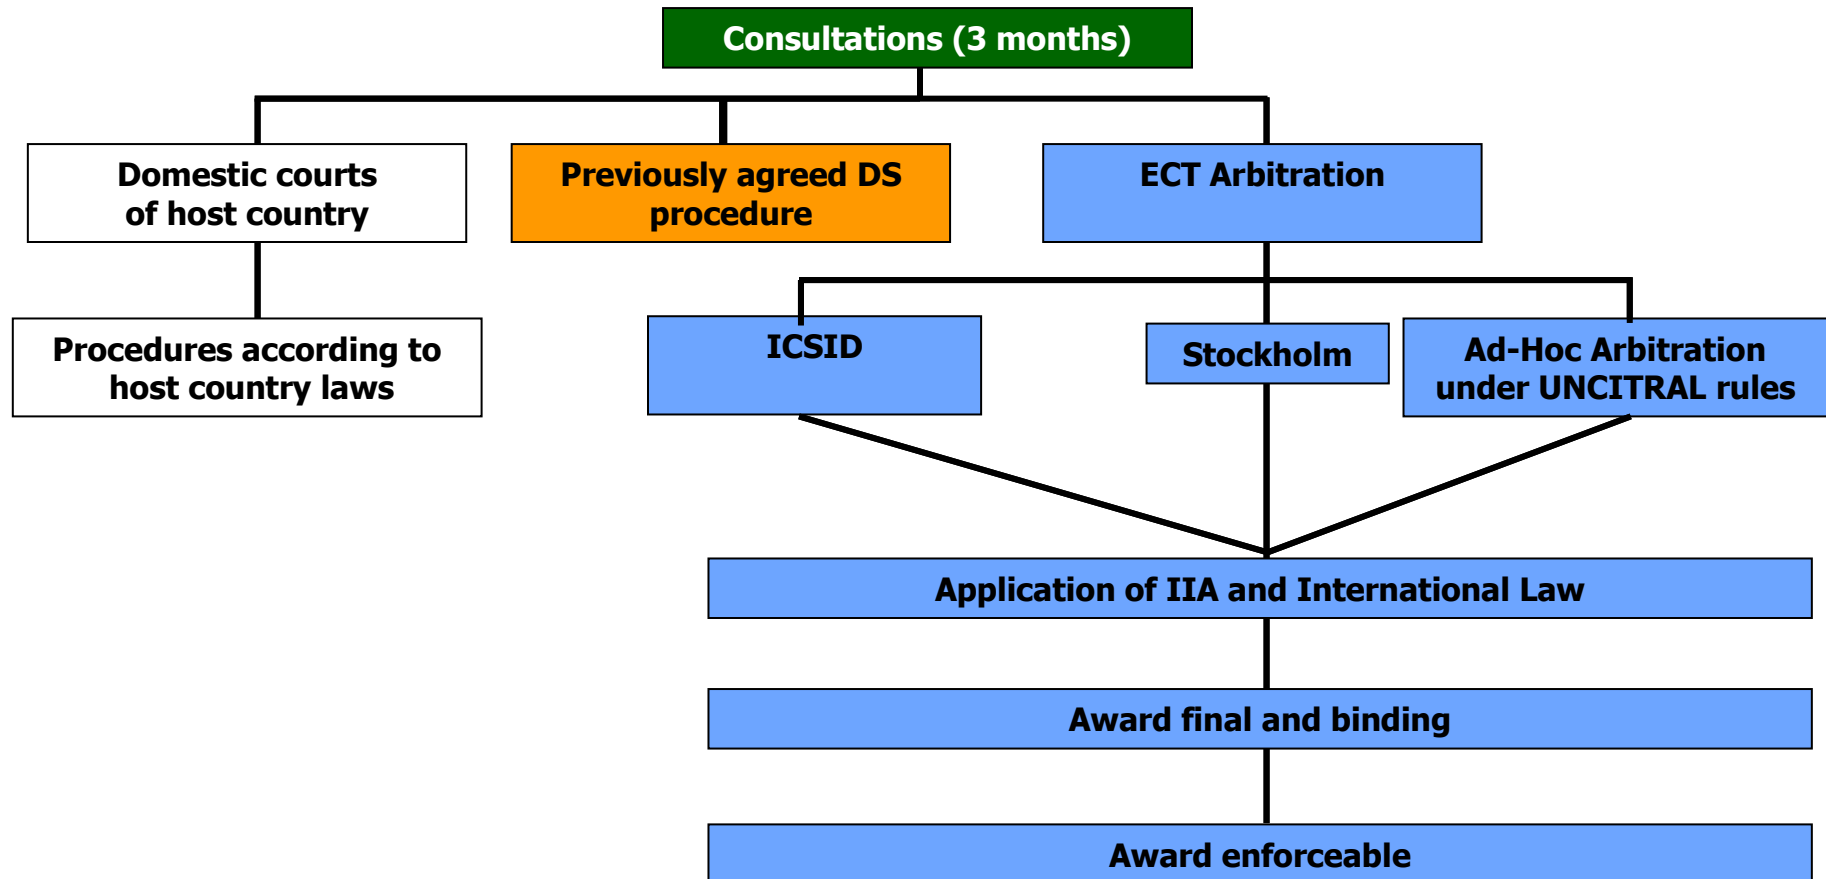 Consultations (3 months)
Domestic courts
of host country
Previously agreed DS
procedure
ECT Arbitration
Procedures according to
host country laws
ICSID
Stockholm
Ad-Hoc Arbitration
under UNCITRAL rules
Application of IIA and International Law
Award final and binding
Award enforceable